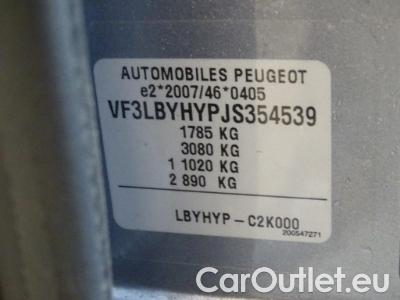 AUTOMOBILES PEUGEOT
e2*2007/46*0405
VF3LBYHYPJS354539
1785 KG
3080 KG
1 1020 KG
2 890 KG
LBYHYP-C2K000
200547271
CarOutlet.eu